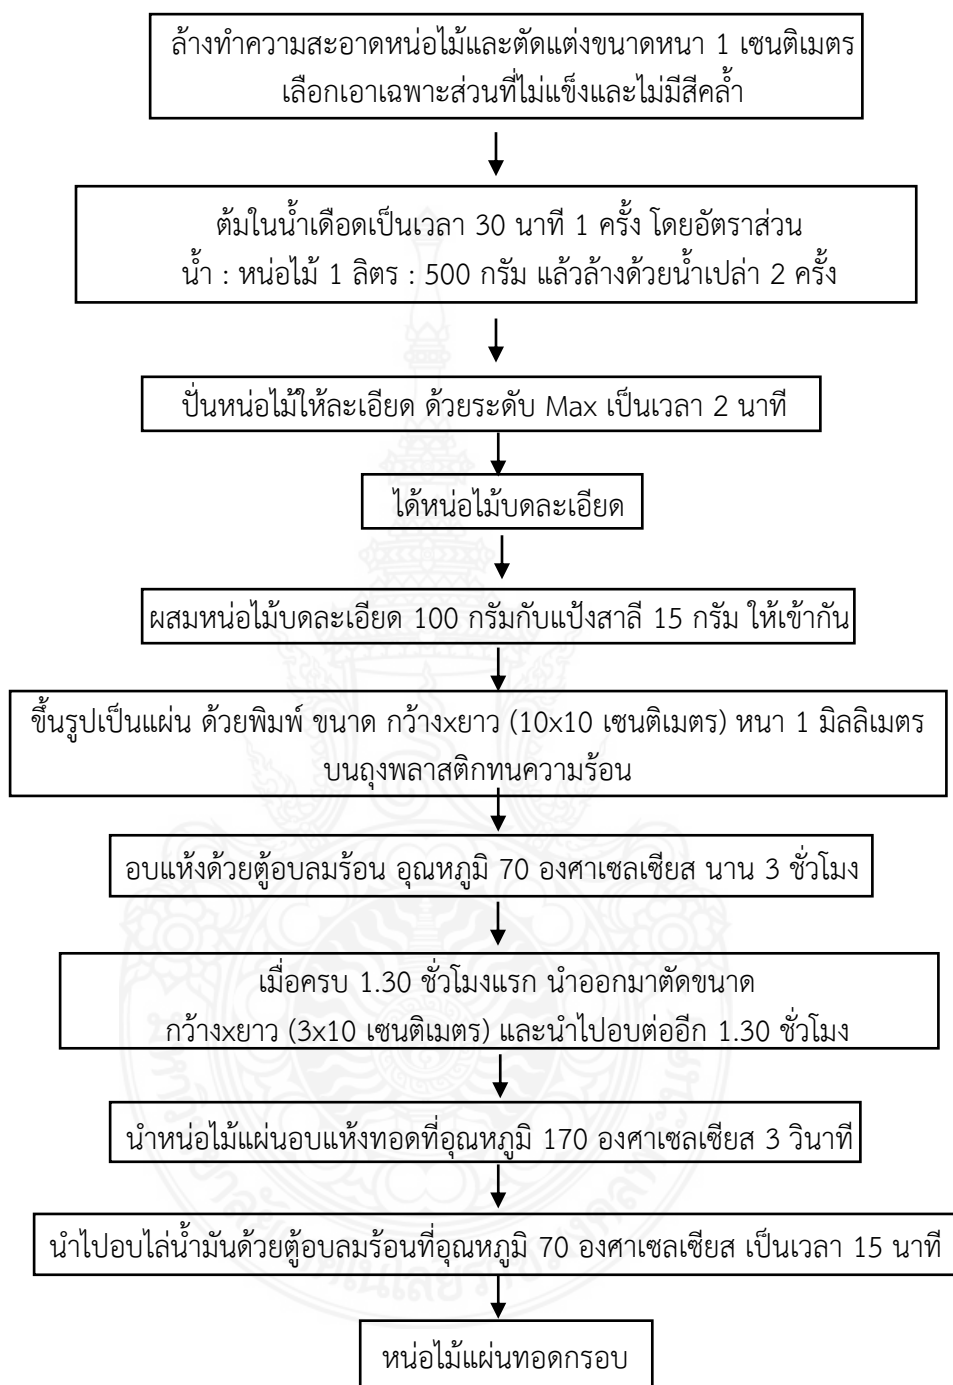 ล้างทำความสะอาดหน่อไม้และตัดแต่งขนาดหนา 1 เซนติเมตร
เลือกเอาเฉพาะส่วนที่ไม่แข็งและไม่มีสีคล้ำ
ต้มในน้ำเดือดเป็นเวลา 30 นาที 1 ครั้ง โดยอัตราส่วน
น้ำ : หน่อไม้ 1 ลิตร : 500 กรัม แล้วล้างด้วยน้ำเปล่า 2 ครั้ง
ปั่นหน่อไม้ให้ละเอียด ด้วยระดับ Max เป็นเวลา 2 นาที
ได้หน่อไม้บดละเอียด
ผสมหน่อไม้บดละเอียด 100 กรัมกับแป้งสาลี 15 กรัม ให้เข้ากัน
ขึ้นรูปเป็นแผ่น ด้วยพิมพ์ ขนาด กว้างxยาว (10x10 เซนติเมตร) หนา 1 มิลลิเมตร
บนถุงพลาสติกทนความร้อน
อบแห้งด้วยตู้อบลมร้อน อุณหภูมิ 70 องศาเซลเซียส นาน 3 ชั่วโมง
เมื่อครบ 1.30 ชั่วโมงแรก นำออกมาตัดขนาด
กว้างxยาว (3x10 เซนติเมตร) และนำไปอบต่ออีก 1.30 ชั่วโมง
นำหน่อไม้แผ่นอบแห้งทอดที่อุณหภูมิ 170 องศาเซลเซียส 3 วินาที
นำไปอบไล่น้ำมันด้วยตู้อบลมร้อนที่อุณหภูมิ 70 องศาเซลเซียส เป็นเวลา 15 นาที
หน่อไม้แผ่นทอดกรอบ